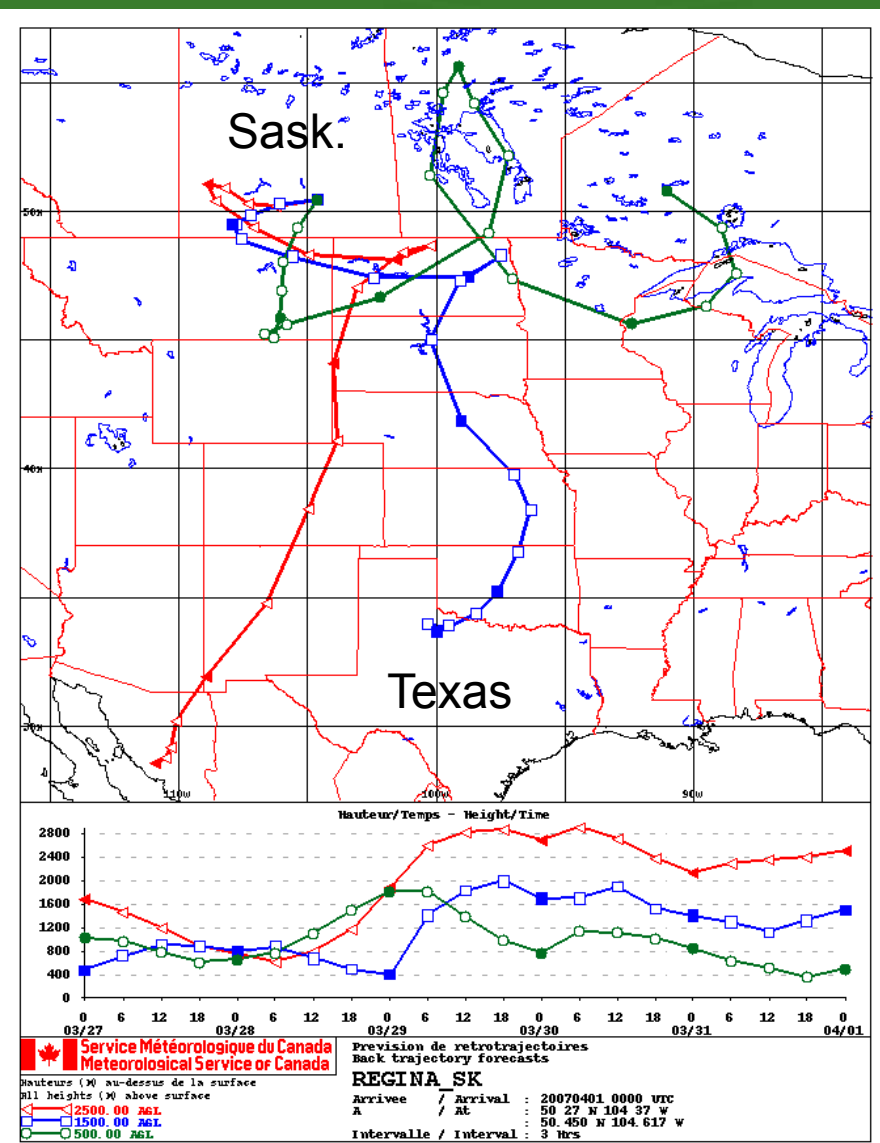 Sask.
50N
40N
Texas
30N
110W
100W
90W
Hauteur/Temps - Height/Time
2800
2400
2000
1600
1200
800
400
0
0 6 12 18 0 6 12 18 0 6 12 18 0 6 12 18 0 6 12 18 0
03/27 03/28 03/29 03/30 03/31 04/01
Service Météorologique du Canada
Meteorological Service of Canada
Hauteurs (M) au-dessus de la surface
All heights (M) above surface
2500.00 AGL
1500.00 AGL
500.00 AGL
Prevision de retrotrajectoires
Back trajectory forecasts
REGINA_SK
Arrivee / Arrival : 20070401 0000 UTC
A / At : 50 27 N 104 37 W
: 50.450 N 104.617 W
Intervalle / Interval : 3 Hrs